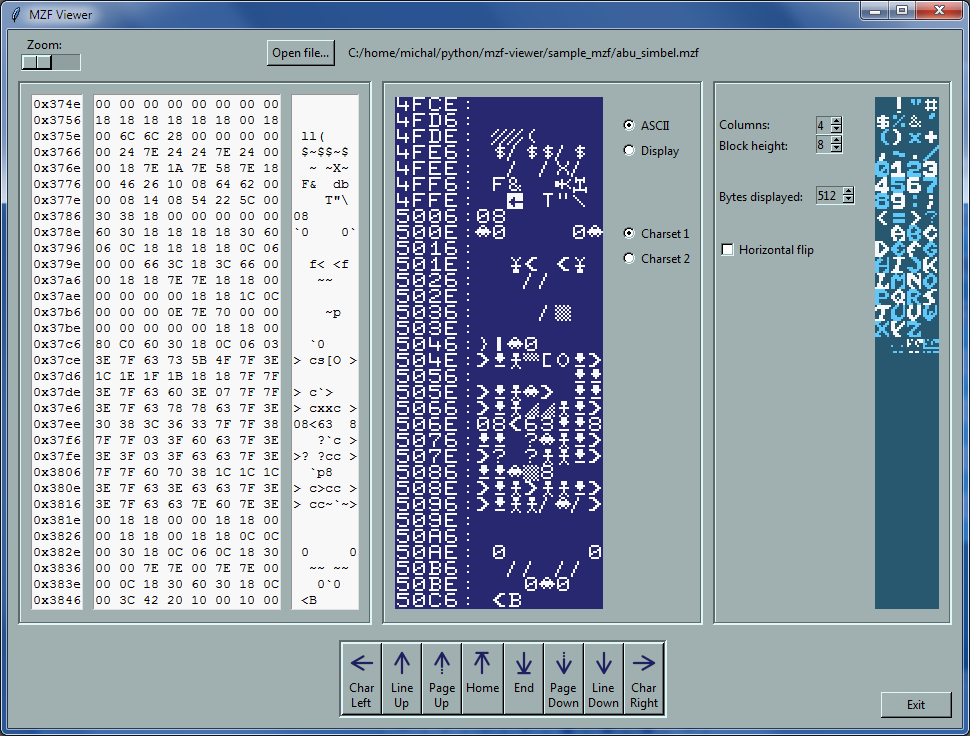 MZF Viewer
Zoom:
Open file... C:/home/michal/python/mzf-viewer/sample_mzf/abu_simbel.mzf
0x374e 00 00 00 00 00 00 00 00
0x3756 18 18 18 18 18 18 00 18
0x375e 00 6C 6C 28 00 00 00 00 ll(
0x3766 00 24 7E 24 24 7E 24 00 $~$$~$
0x376e 00 18 7E 1A 7E 58 7E 18 ~ ~X~
0x3776 00 46 26 10 08 64 62 00 F& db
0x377e 00 08 14 08 54 22 5C 00 T"\
0x3786 30 38 18 00 00 00 00 00 08
0x378e 60 30 18 18 18 18 30 60 `0 0`
0x3796 06 0C 18 18 18 18 0C 06
0x379e 00 00 66 3C 18 3C 66 00 f< <f
0x37a6 00 18 18 7E 7E 18 18 00 ~~
0x37ae 00 00 00 00 18 18 1C 0C
0x37b6 00 00 00 0E 7E 70 00 00 ~p
0x37be 00 00 00 00 00 18 18 00
0x37c6 80 C0 60 30 18 0C 06 03 `0
0x37ce 3E 7F 63 73 5B 4F 7F 3E > cs[O >
0x37d6 1C 1E 1F 1B 18 18 7F 7F
0x37de 3E 7F 63 60 3E 07 7F 7F > c`>
0x37e6 3E 7F 63 78 78 63 7F 3E > cxxc >
0x37ee 30 38 3C 36 33 7F 7F 38 08<63 8
0x37f6 7F 7F 03 3F 60 63 7F 3E ?`c >
0x37fe 3E 3F 03 3F 63 63 7F 3E >? ?cc >
0x3806 7F 7F 60 70 38 1C 1C 1C `p8
0x380e 3E 7F 63 3E 63 63 7F 3E > c>cc >
0x3816 3E 7F 63 63 7E 60 7E 3E > cc~`~>
0x381e 00 18 18 00 00 18 18 00
0x3826 00 18 18 00 18 18 0C 0C
0x382e 00 30 18 0C 06 0C 18 30 0 0
0x3836 00 00 7E 7E 00 7E 7E 00 ~~ ~~
0x383e 00 0C 18 30 60 30 18 0C 0`0
0x3846 00 3C 42 20 10 00 10 00 <B
4FCE:
4FD6:
4FDE: (
4FE6: $/$$/$
4FEE: / /X/
4FF6: F&
4FFE: T"\
5006: 08
500E: 0 0
5016:
501E: ¥< <¥
5026: //
502E:
5036: /
503E:
5046: 0
504E: > [O >
5056:
505E: > >
5066: > >
506E: 08<63 8
5076: ? >
507E: >? ? >
5086: 8
508E: > > >
5096: > / / >
509E:
50A6:
50AE: 0 0
50B6: // //
50BE: 0 0
50C6: <B
ASCII
Display
Charset 1
Charset 2
Columns: 4
Block height: 8
Bytes displayed: 512
Horizontal flip
! " #
$ % & '
( ) * +
, - . /
0 1 2 3
4 5 6 7
8 9 : ;
< = > ?
@ A B C
D E F G
H I J K
L M N O
P Q R S
T U V W
X Y Z
Char Left
Line Up
Page Up
Home
End
Page Down
Line Down
Char Right
Exit